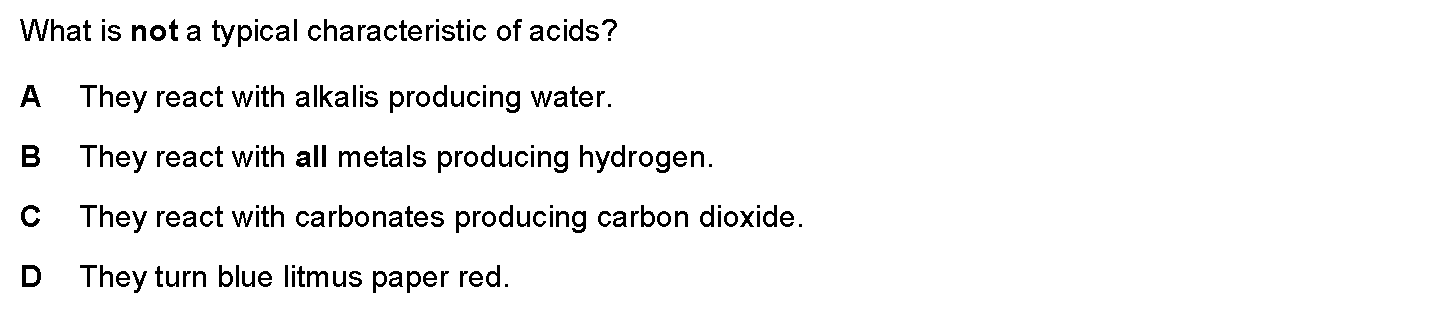 What is not a typical characteristic of acids?
A They react with alkalis producing water.
B They react with all metals producing hydrogen.
C They react with carbonates producing carbon dioxide.
D They turn blue litmus paper red.